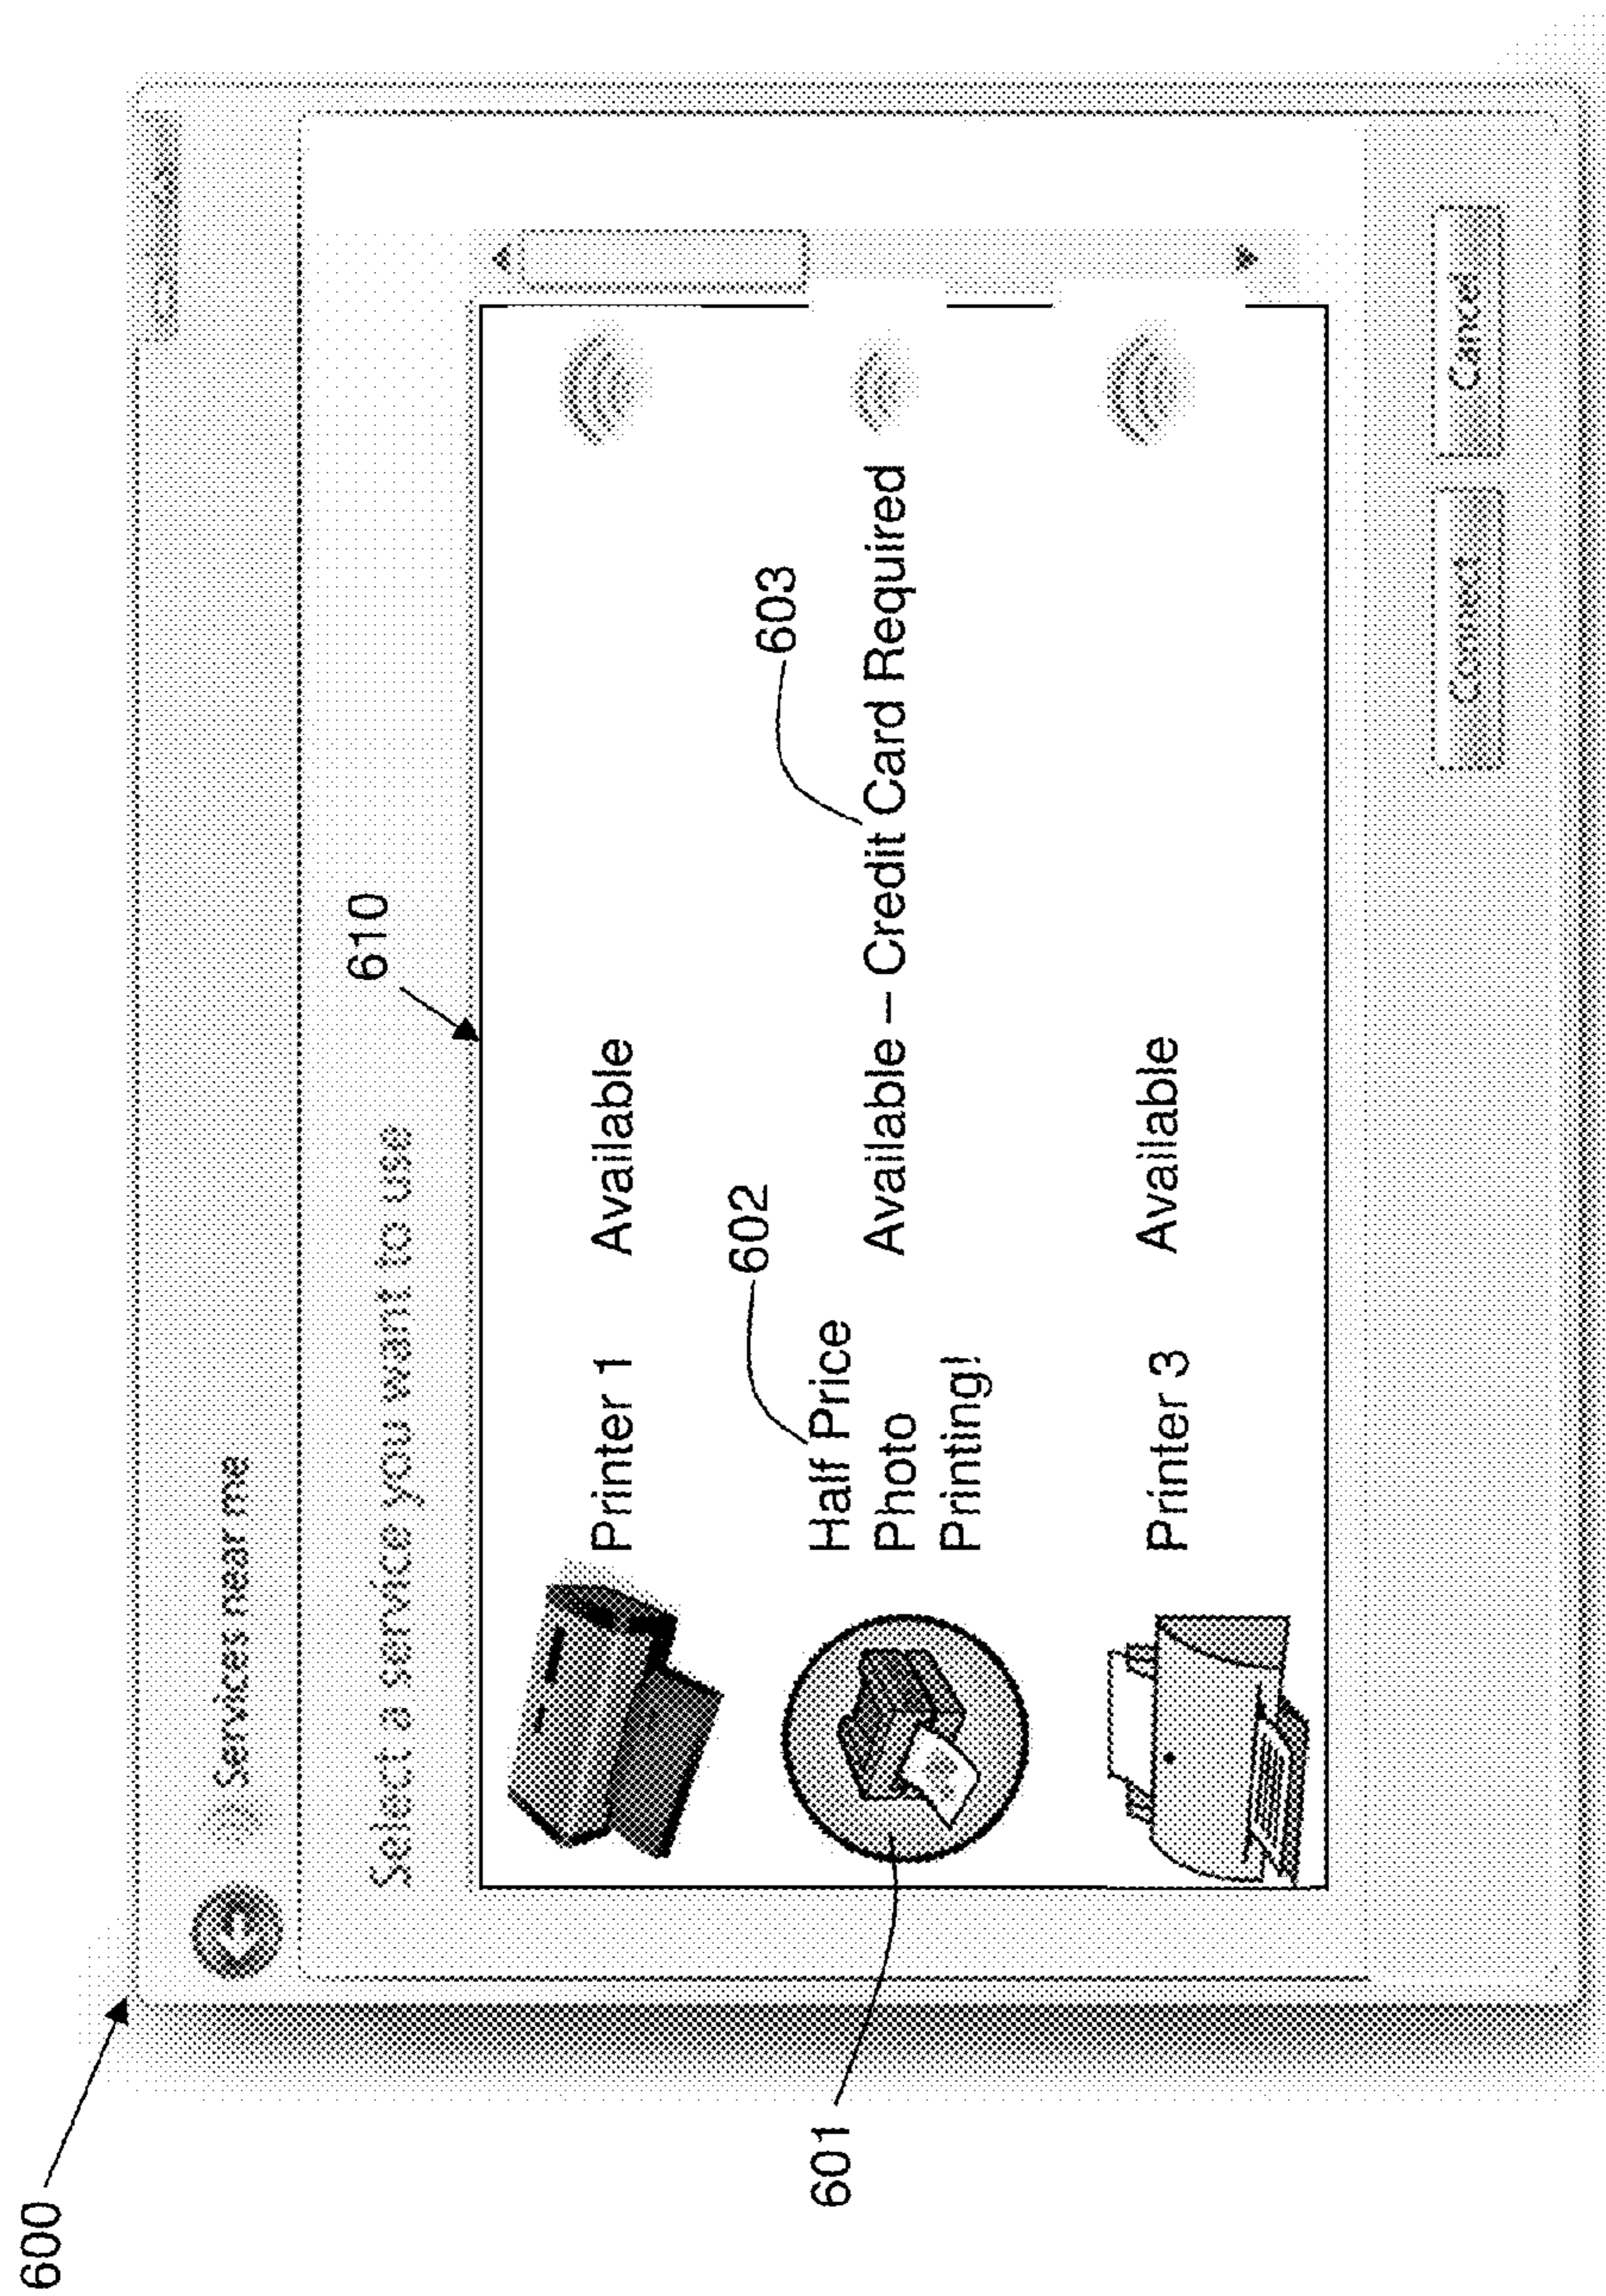 600
Services near me
Select a service you want to use
610
Printer 1 Available
602
603
Half Price
Photo
Printing!
Available – Credit Card Required
601
Printer 3 Available
Connect Cancel